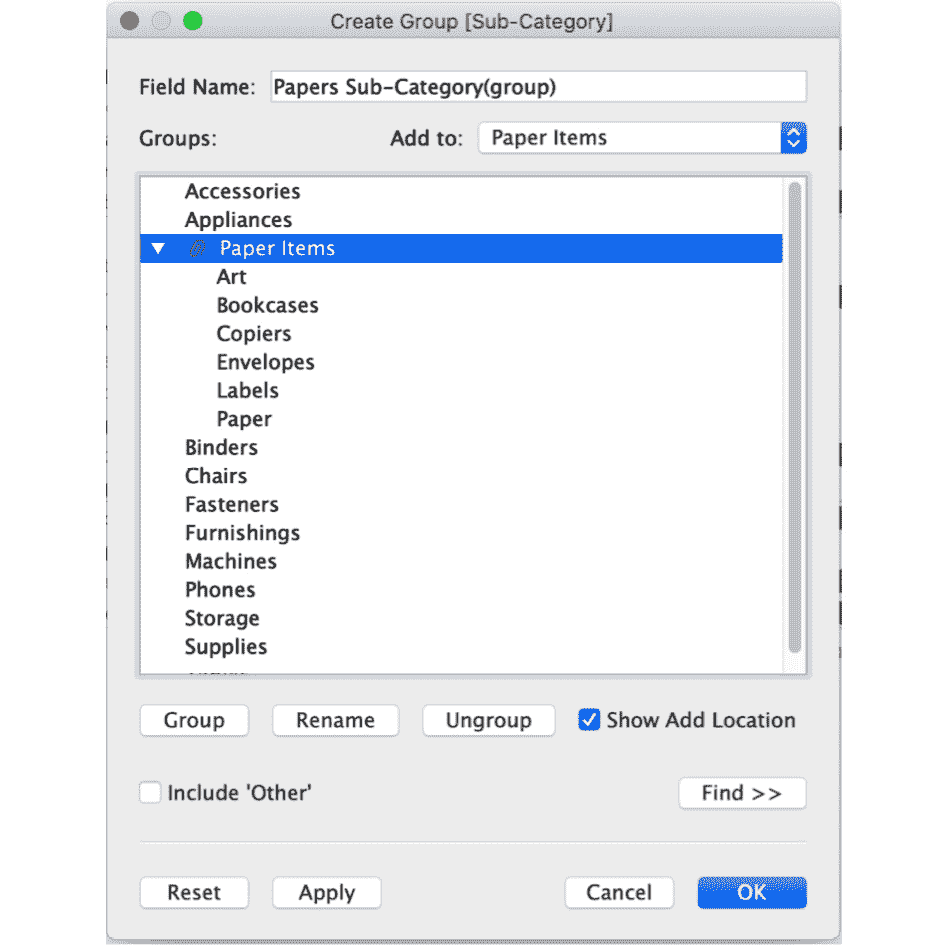 Create Group [Sub-Category]
Field Name: Papers Sub-Category(group)
Groups: Add to: Paper Items
Accessories
Appliances
Paper Items
Art
Bookcases
Copiers
Envelopes
Labels
Paper
Binders
Chairs
Fasteners
Furnishings
Machines
Phones
Storage
Supplies
Group Rename Ungroup Show Add Location
Include 'Other' Find >>
Reset Apply Cancel OK